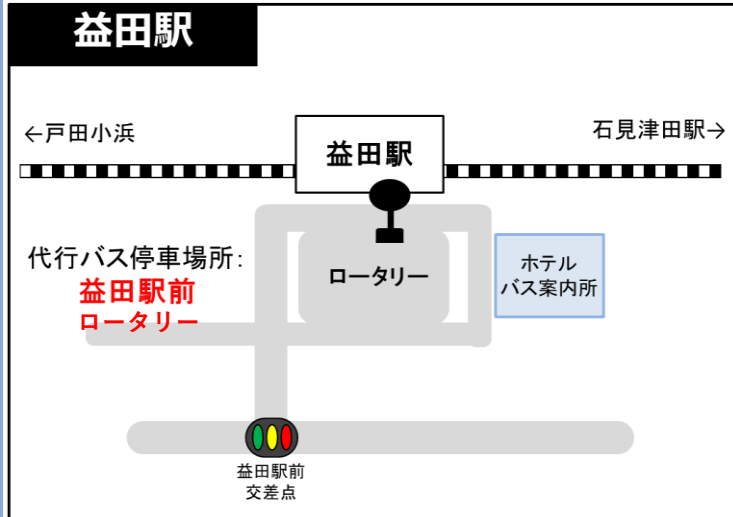 益田駅
←戸田小浜
石見津田駅→
益田駅
代行バス停車場所:
益田駅前
ロータリー
ロータリー
ホテル
バス案内所
益田駅前
交差点